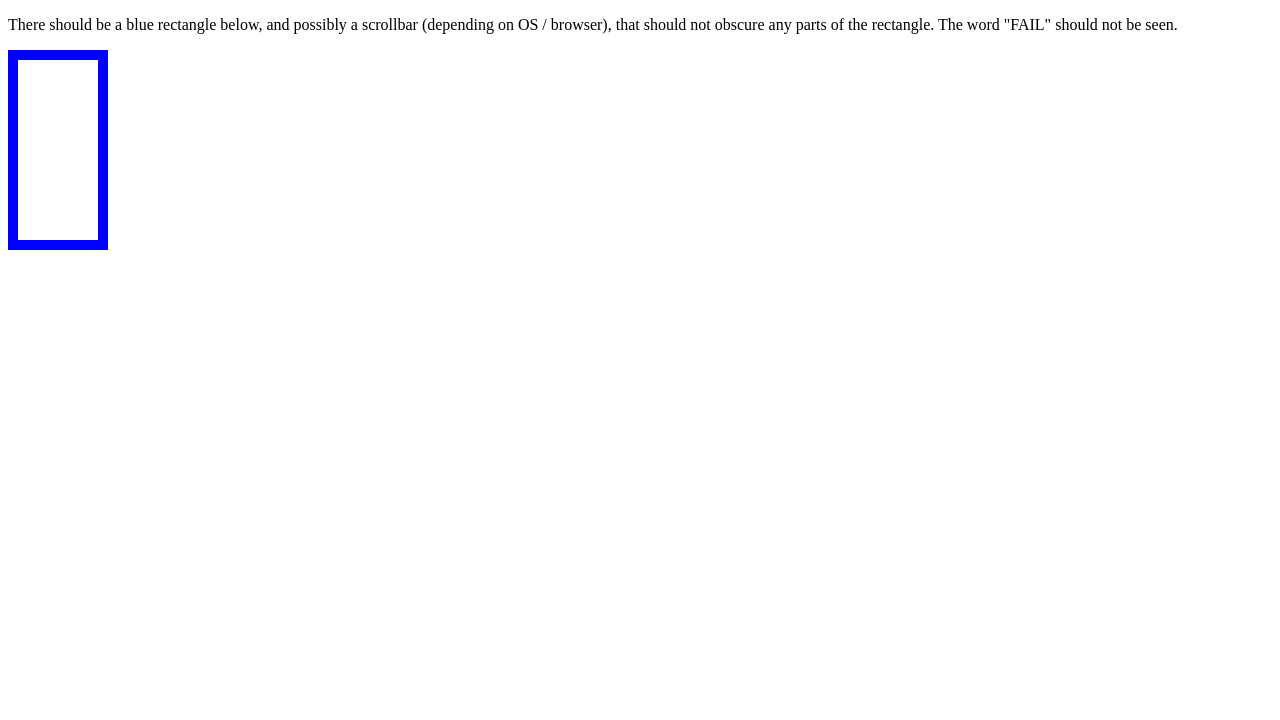 There should be a blue rectangle below, and possibly a scrollbar (depending on OS / browser), that should not obscure any parts of the rectangle. The word "FAIL" should not be seen.